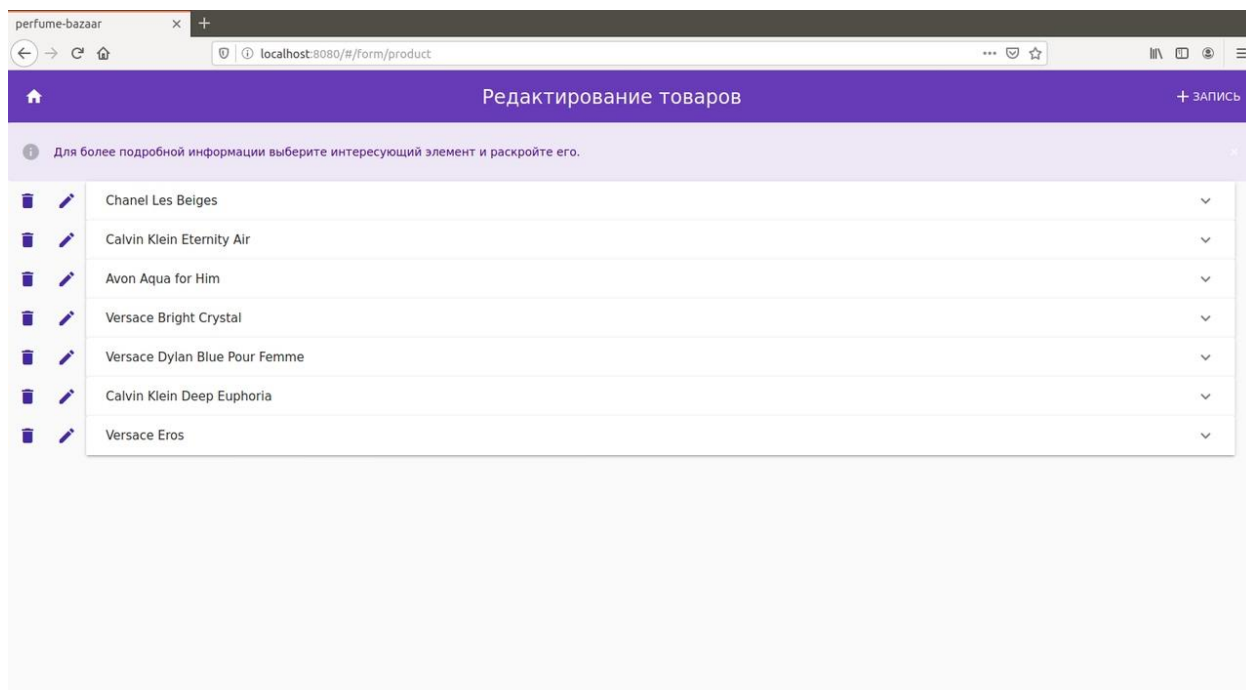 perfume-bazaar
localhost:8080/#/form/product
Редактирование товаров
+ ЗАПИСЬ
Для более подробной информации выберите интересующий элемент и раскройте его.
Chanel Les Beiges
Calvin Klein Eternity Air
Avon Aqua for Him
Versace Bright Crystal
Versace Dylan Blue Pour Femme
Calvin Klein Deep Euphoria
Versace Eros